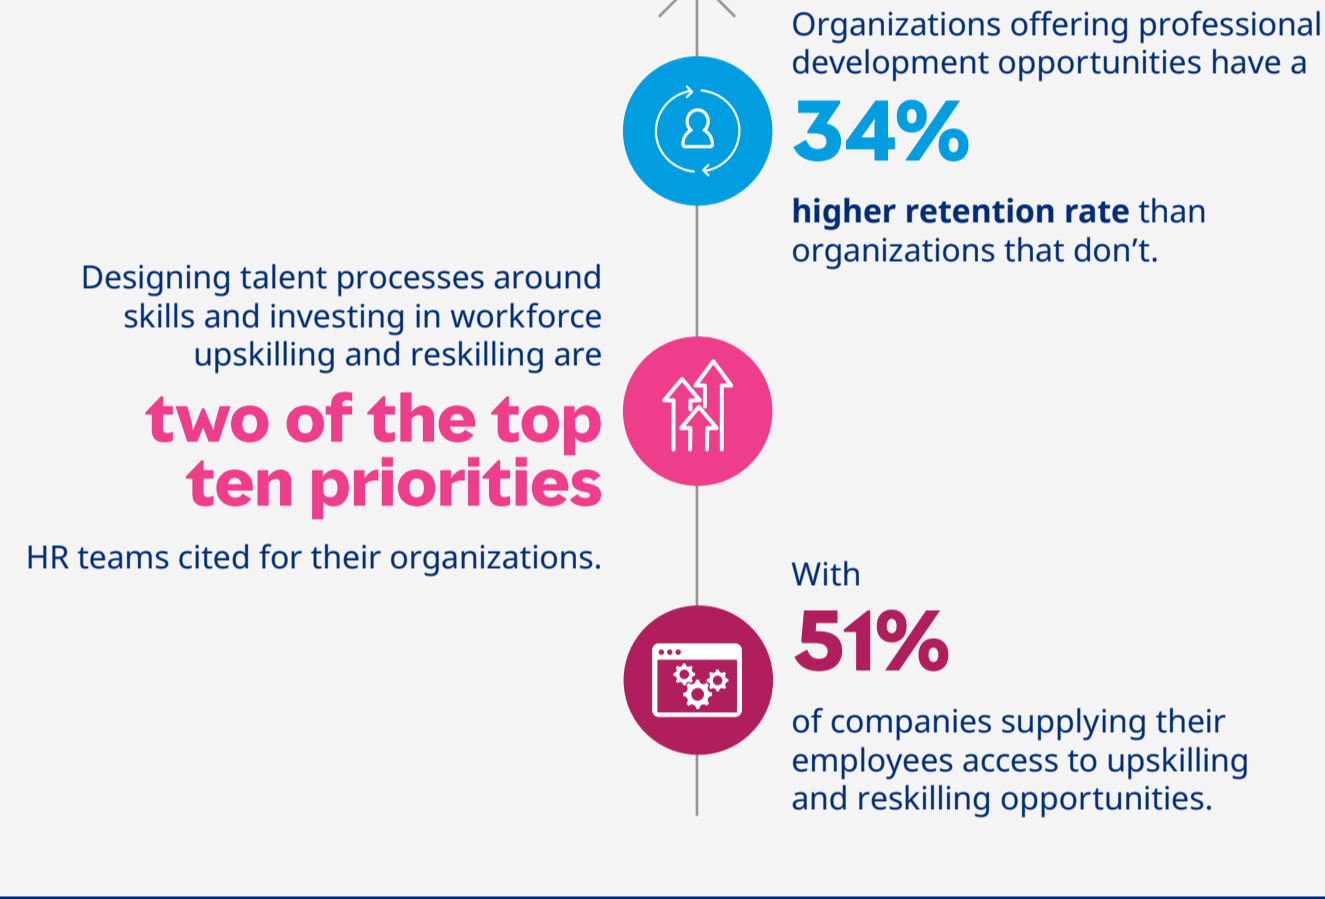 Organizations offering professional
development opportunities have a
34%
higher retention rate than
organizations that don’t.
Designing talent processes around
skills and investing in workforce
upskilling and reskilling are
two of the top
ten priorities
HR teams cited for their organizations.
With
51%
of companies supplying their
employees access to upskilling
and reskilling opportunities.